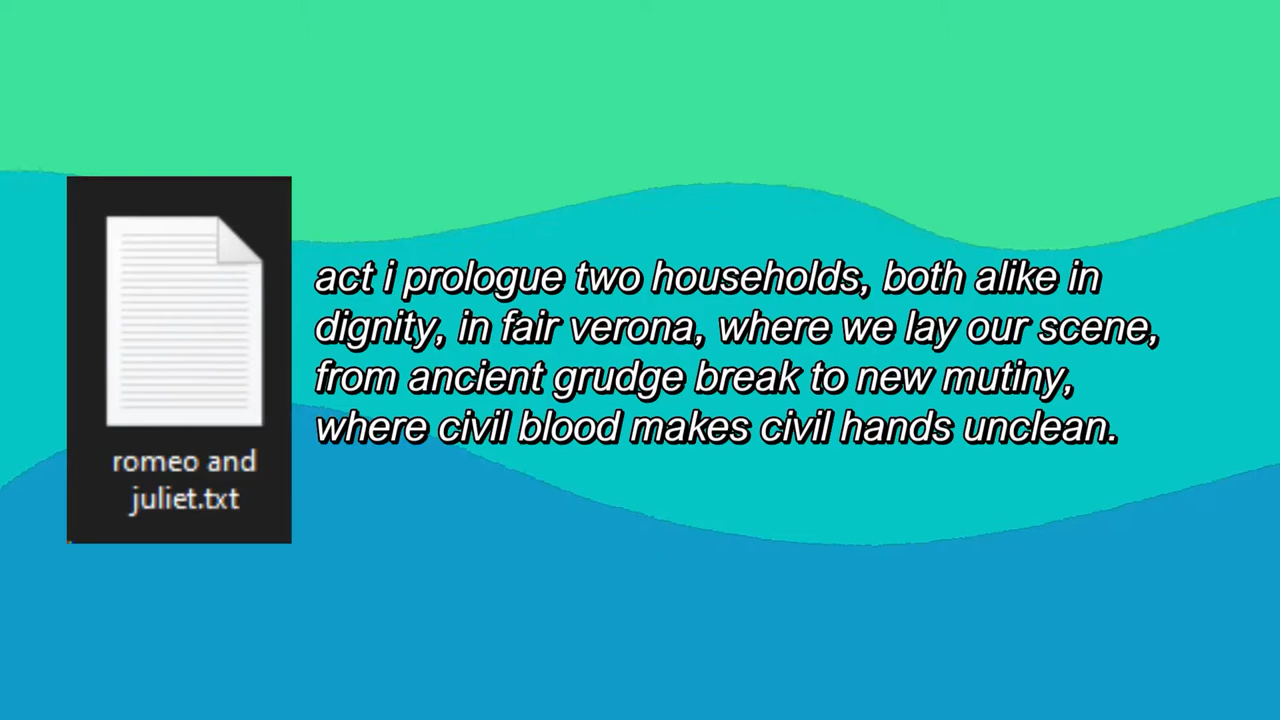 act i prologue two households, both alike in
dignity, in fair verona, where we lay our scene,
from ancient grudge break to new mutiny,
where civil blood makes civil hands unclean.
romeo and
juliet.txt